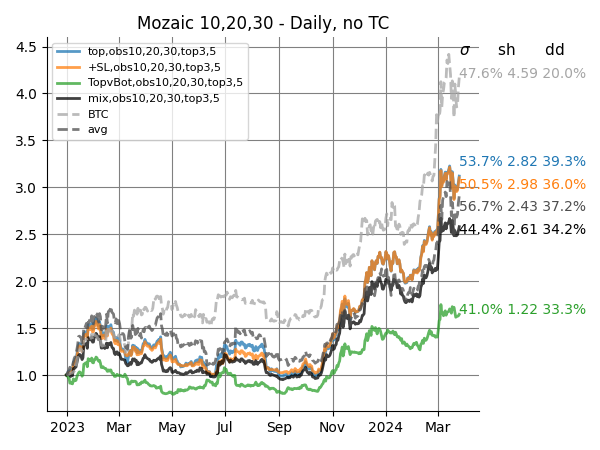 Mozaic 10,20,30 - Daily, no TC
top,obs10,20,30,top3,5
+SL,obs10,20,30,top3,5
TopvBot,obs10,20,30,top3,5
mix,obs10,20,30,top3,5
BTC
avg
σ sh dd
47.6% 4.59 20.0%
53.7% 2.82 39.3%
50.5% 2.98 36.0%
56.7% 2.43 37.2%
44.4% 2.61 34.2%
41.0% 1.22 33.3%
4.5
4.0
3.5
3.0
2.5
2.0
1.5
1.0
2023 Mar May Jul Sep Nov 2024 Mar